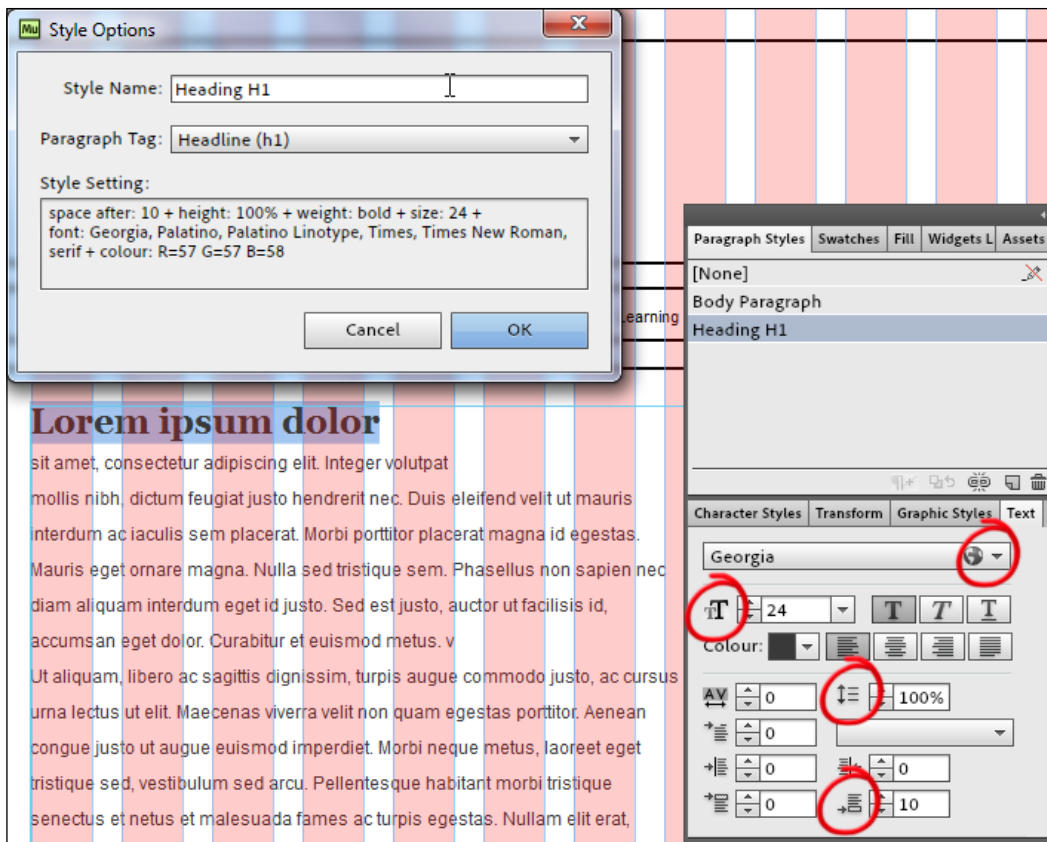 Mu Style Options
Style Name: Heading H1
Paragraph Tag: Headline (h1)
Style Setting:
space after: 10 + height: 100% + weight: bold + size: 24 +
font: Georgia, Palatino, Palatino Linotype, Times, Times New Roman,
serif + colour: R=57 G=57 B=58
Cancel OK
Learning
Lorem ipsum dolor
sit amet, consectetur adipiscing elit. Integer volutpat
mollis nibh, dictum feugiat justo hendrerit nec. Duis eleifend velit ut mauris
interdum ac iaculis sem placerat. Morbi porttitor placerat magna id egestas.
Mauris eget ornare magna. Nulla sed tristique sem. Phasellus non sapien nec
diam aliquam interdum eget id justo. Sed est justo, auctor ut facilisis id,
accumsan eget dolor. Curabitur et euismod metus. v
Ut aliquam, libero ac sagittis dignissim, turpis augue commodo justo, ac cursus
urna lectus ut elit. Maecenas viverra velit non quam egestas porttitor. Aenean
congue justo ut augue euismod imperdiet. Morbi neque metus, laoreet eget
tristique sed, vestibulum sed arcu. Pellentesque habitant morbi tristique
senectus et netus et malesuada fames ac turpis egestas. Nullam elit erat,
Paragraph Styles Swatches Fill Widgets L Assets
[None]
Body Paragraph
Heading H1
Character Styles Transform Graphic Styles Text
Georgia
TT 24 T T T
Colour:
AV 0 100%
0
0 0
0 10